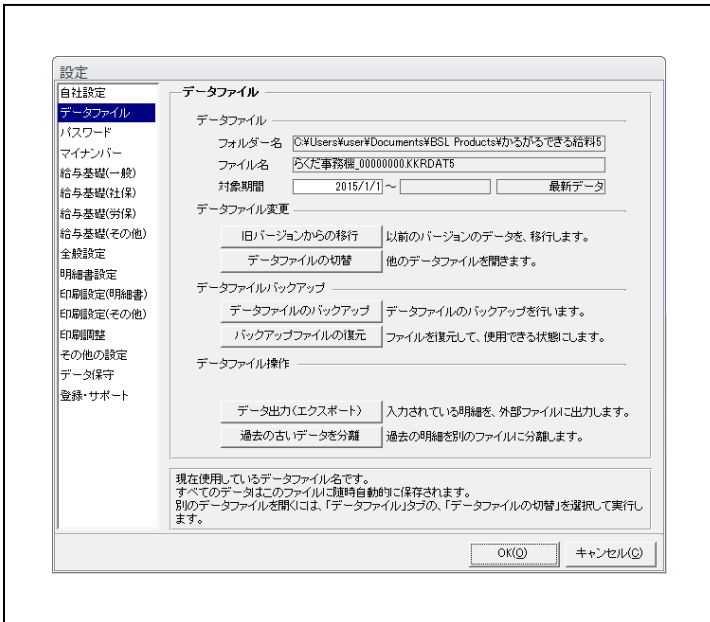 設定
自社設定
データファイル
パスワード
マイナンバー
給与基礎(一般)
給与基礎(社保)
給与基礎(労保)
給与基礎(その他)
全般設定
明細書設定
印刷設定(明細書)
印刷設定(その他)
印刷調整
その他の設定
データ保守
登録・サポート
データファイル
データファイル
フォルダー名 C:¥Users¥user¥Documents¥BSL Products¥かるがるできる給料5
ファイル名 らくだ事務機_00000000.KKRDAT5
対象期間 2015/1/1 ～ 最新データ
データファイル変更
旧バージョンからの移行 以前のバージョンのデータを、移行します。
データファイルの切替 他のデータファイルを開きます。
データファイルバックアップ
データファイルのバックアップ データファイルのバックアップを行います。
バックアップファイルの復元 ファイルを復元して、使用できる状態にします。
データファイル操作
データ出力(エクスポート) 入力されている明細を、外部ファイルに出力します。
過去の古いデータを分離 過去の明細を別のファイルに分離します。
現在使用しているデータファイル名です。
すべてのデータはこのファイルに随時自動的に保存されます。
別のデータファイルを開くには、「データファイル」タブの、「データファイルの切替」を選択して実行し
ます。
OK(O) キャンセル(C)